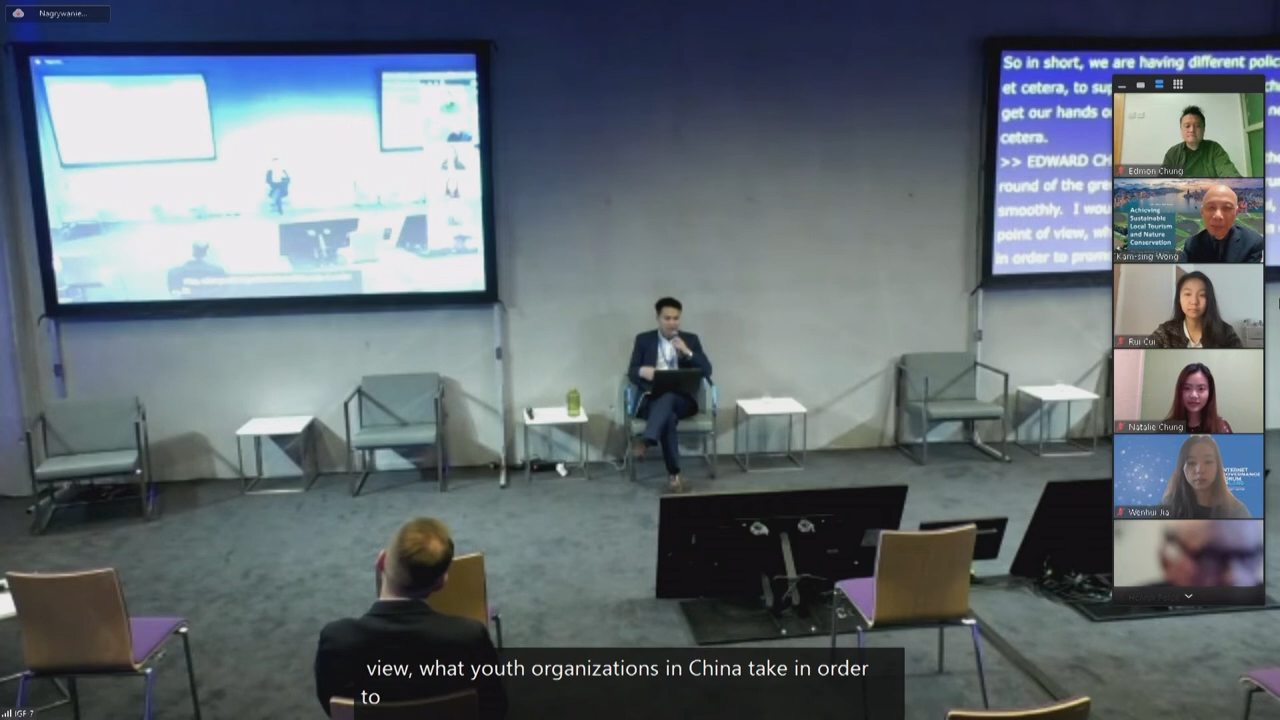 Nagrywanie...
So in short, we are having different polic
et cetera, to sup
get our hands o
cetera.
>> EDWARD CH
round of the gre
smoothly. I wou
point of view, wh
in order to prom
Edmon Chung
Achieving
Sustainable
Local Tourism
and Nature
Conservation
Kam-sing Wong
Rui Cui
Natalie Chung
INTERNET
GOVERNANCE
FORUM
Wenhui Jia
view, what youth organizations in China take in order
to
IGF 7